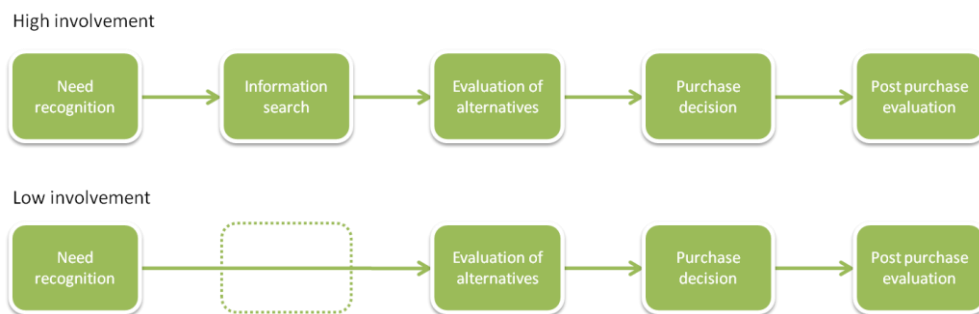 High involvement
Need
recognition
Information
search
Evaluation of
alternatives
Purchase
decision
Post purchase
evaluation
Low involvement
Need
recognition
Evaluation of
alternatives
Purchase
decision
Post purchase
evaluation